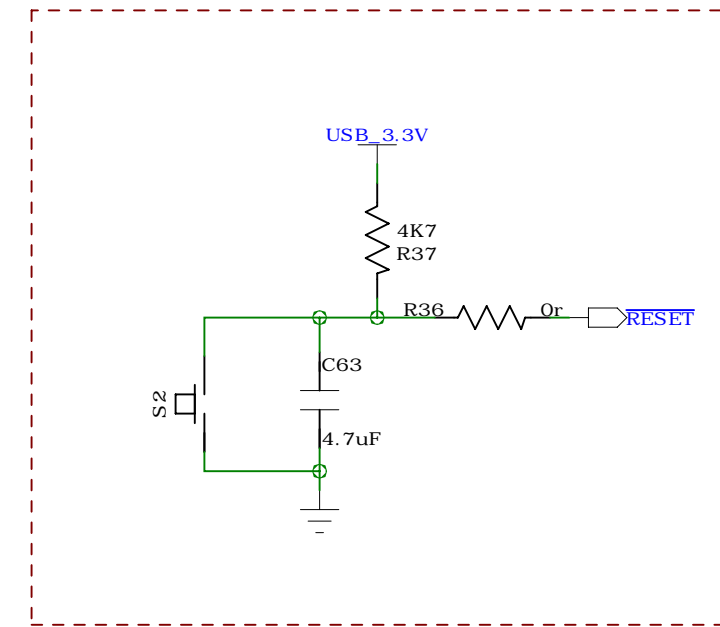 USB_3.3V
4K7
R37
R36
0r
RESET
C63
S2
4.7uF